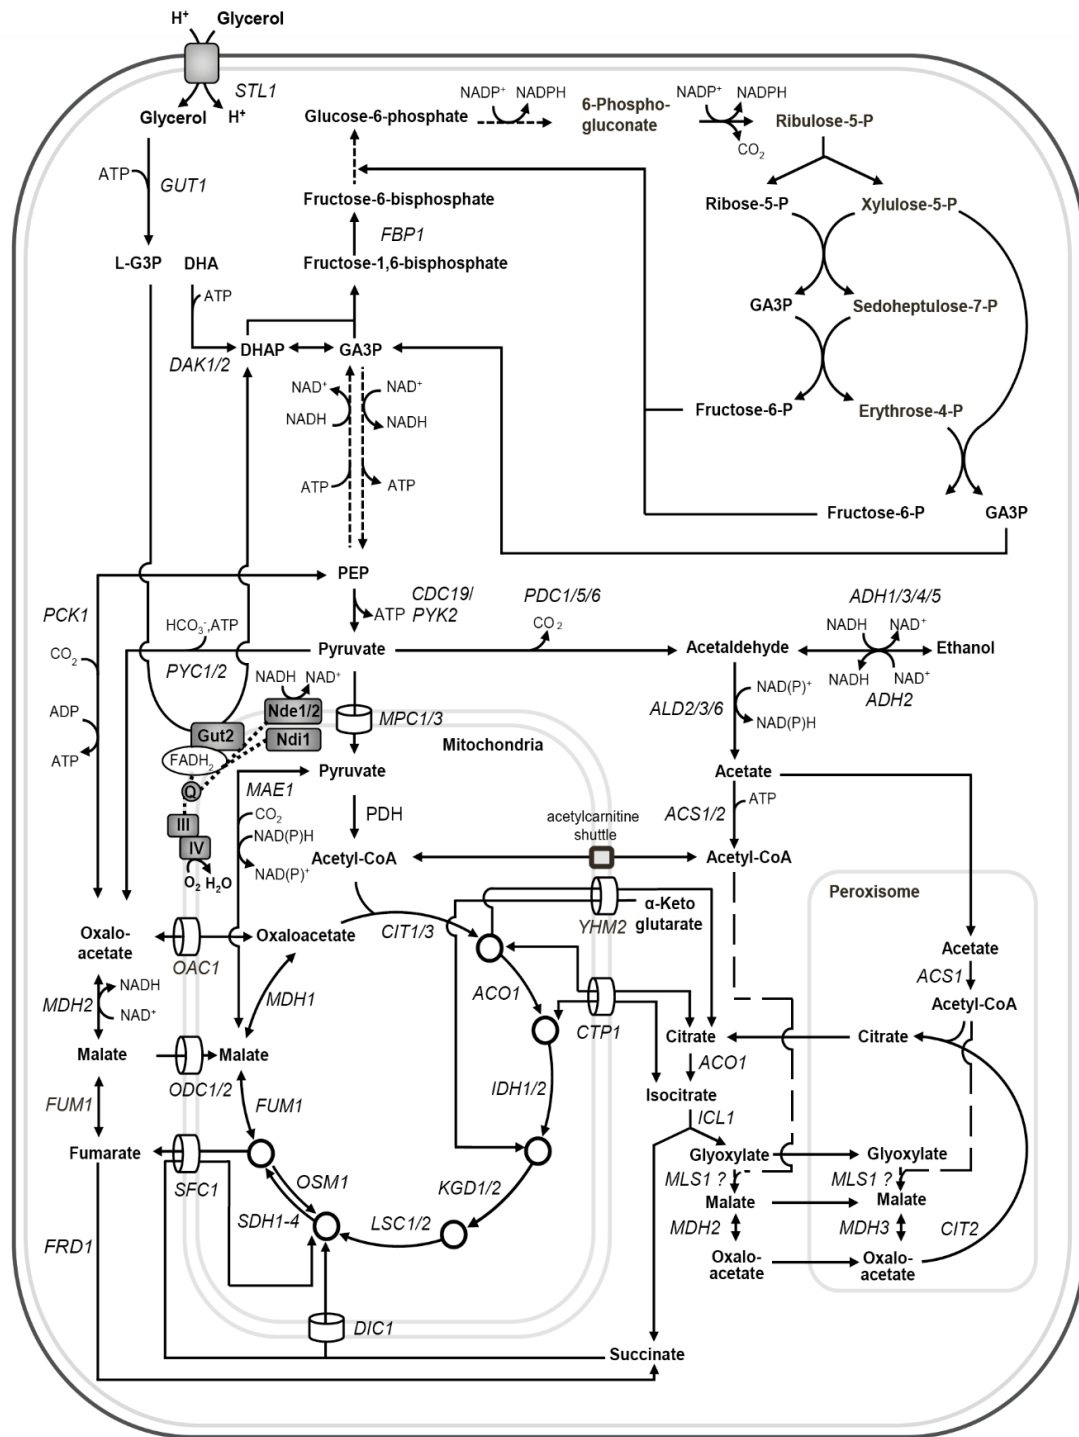 H⁺ Glycerol
STL1
Glycerol H⁺
NADP⁺ NADPH
Glucose-6-phosphate
6-Phospho-
gluconate
NADP⁺ NADPH
CO₂
Ribulose-5-P
ATP
GUT1
Fructose-6-bisphosphate
FBP1
Fructose-1,6-bisphosphate
Ribose-5-P
Xylulose-5-P
L-G3P
DHA
ATP
DAK1/2
DHAP
GA3P
GA3P
Sedoheptulose-7-P
NAD⁺
NADH
NAD⁺
NADH
ATP
ATP
Fructose-6-P
Erythrose-4-P
Fructose-6-P
GA3P
PEP
CDC19/
PYK2
ATP
PCK1
CO₂
ADP
ATP
HCO₃⁻,ATP
PYC1/2
Pyruvate
PDC1/5/6
CO₂
Acetaldehyde
ADH1/3/4/5
NADH NAD⁺
NADH NAD⁺
ADH2
Ethanol
NADH NAD⁺
Nde1/2
Ndi1
Gut2
FADH₂
Q
III
IV
O₂ H₂O
MPC1/3
Mitochondria
Pyruvate
ALD2/3/6
NAD(P)⁺
NAD(P)H
Acetate
MAE1
CO₂
NAD(P)H
NAD(P)⁺
PDH
ACS1/2
ATP
acetylcarnitine
shuttle
Acetyl-CoA
Acetyl-CoA
Peroxisome
YHM2
α-Keto
glutarate
Oxalo-
acetate
OAC1
Oxaloacetate
CIT1/3
Acetate
ACS1
Acetyl-CoA
MDH2
NADH
NAD⁺
MDH1
ACO1
CTP1
Citrate
ACO1
Citrate
Malate
ODC1/2
Malate
IDH1/2
Isocitrate
ICL1
FUM1
FUM1
Fumarate
SFC1
OSM1
SDH1-4
KGD1/2
LSC1/2
Glyoxylate
Glyoxylate
MLS1 ?
Malate
MLS1 ?
Malate
MDH2
MDH3
CIT2
FRD1
Oxalo-
acetate
Oxalo-
acetate
DIC1
Succinate